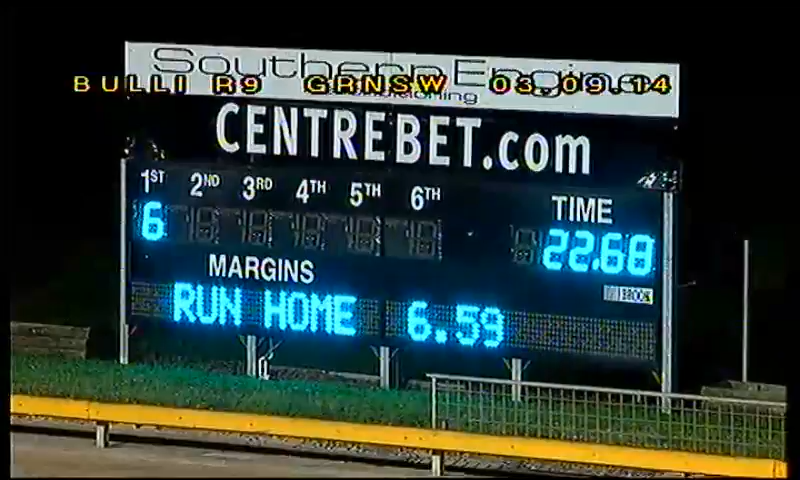 Southern Engine
BULLI R9 GRNSW 03.09.14
CENTREBET.com
1ST 2ND 3RD 4TH 5TH 6TH TIME
6 22.68
MARGINS
RUN HOME 6.59